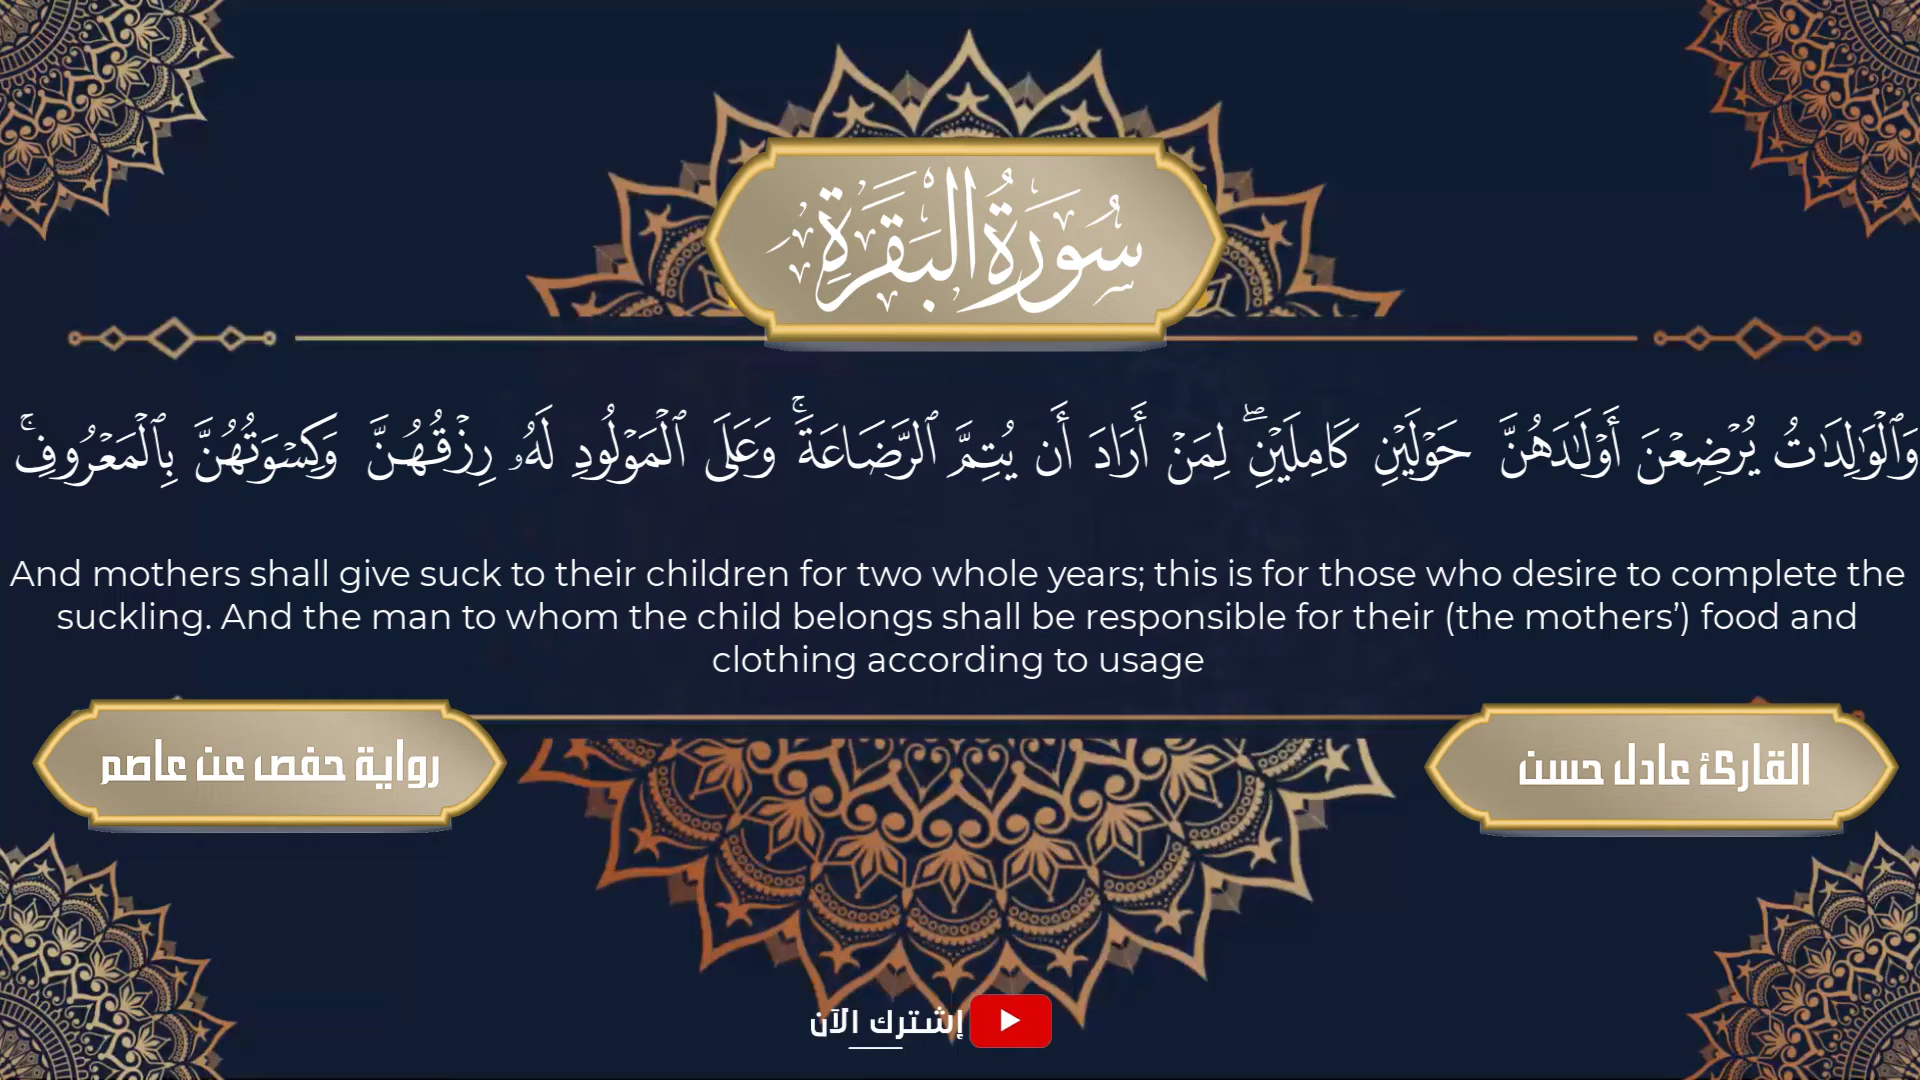 سُورَةُ البَقَرَةِ
وَٱلْوَٰلِدَٰتُ يُرْضِعْنَ أَوْلَٰدَهُنَّ حَوْلَيْنِ كَامِلَيْنِ ۖ لِمَنْ أَرَادَ أَن يُتِمَّ ٱلرَّضَاعَةَ ۚ وَعَلَى ٱلْمَوْلُودِ لَهُۥ رِزْقُهُنَّ وَكِسْوَتُهُنَّ بِٱلْمَعْرُوفِ ۚ
And mothers shall give suck to their children for two whole years; this is for those who desire to complete the
suckling. And the man to whom the child belongs shall be responsible for their (the mothers’) food and
clothing according to usage
القارئ عادل حسن
رواية حفص عن عاصم
إشترك الآن